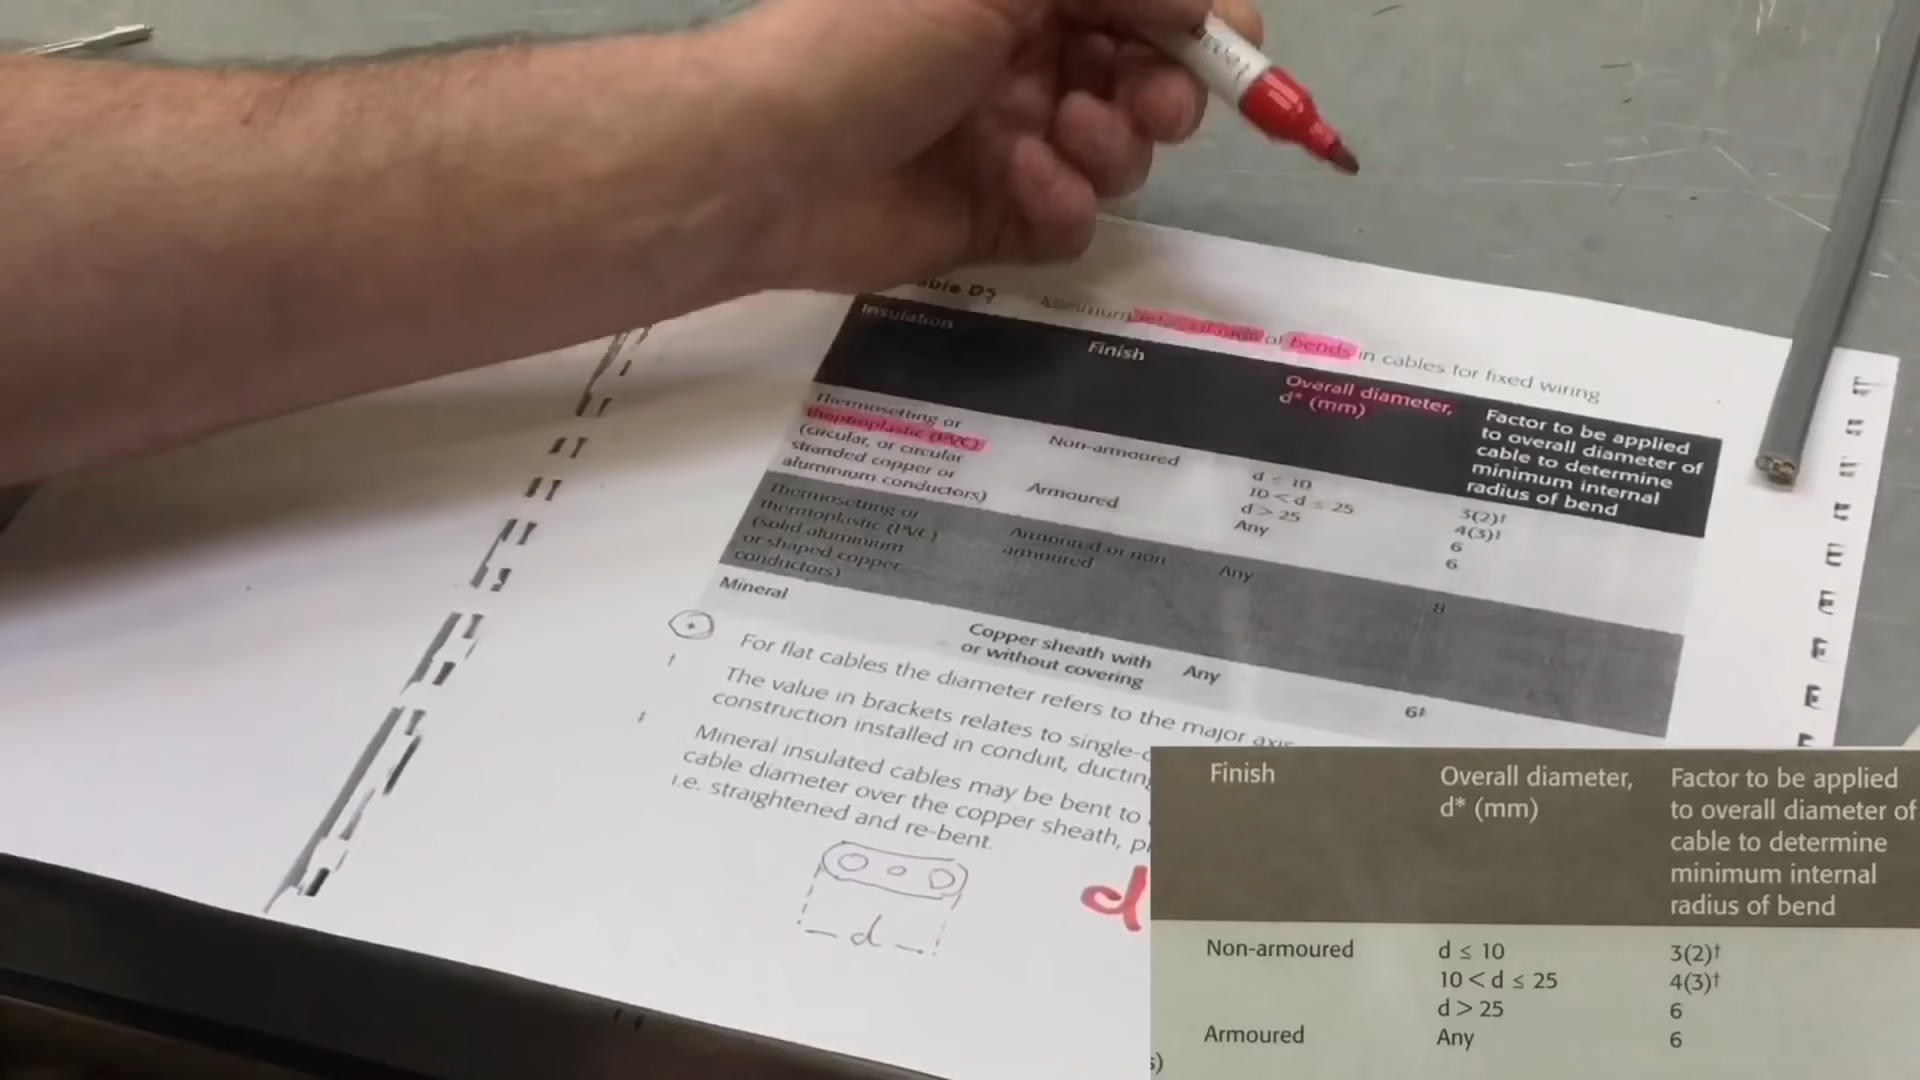 Table D5 Minimum internal radii of bends in cables for fixed wiring
Insulation
Finish
Overall diameter,
d* (mm)
Factor to be applied
to overall diameter of
cable to determine
minimum internal
radius of bend
Thermosetting or
thermoplastic (PVC)
(circular, or circular
stranded copper or
aluminium conductors)
Non-armoured
Armoured
d ≤ 10
10 < d ≤ 25
d > 25
Any
3(2)†
4(3)†
6
6
Thermosetting or
thermoplastic (PVC)
(solid aluminium
or shaped copper
conductors)
Armoured or non
armoured
Any
8
Mineral
Copper sheath with
or without covering
Any
6‡
* For flat cables the diameter refers to the major axis.
† The value in brackets relates to single-c
construction installed in conduit, ducting
‡ Mineral insulated cables may be bent to
cable diameter over the copper sheath, p
i.e. straightened and re-bent.
d
d
Finish
Overall diameter,
d* (mm)
Factor to be applied
to overall diameter of
cable to determine
minimum internal
radius of bend
Non-armoured d ≤ 10 3(2)†
10 < d ≤ 25 4(3)†
d > 25 6
Armoured Any 6
s)